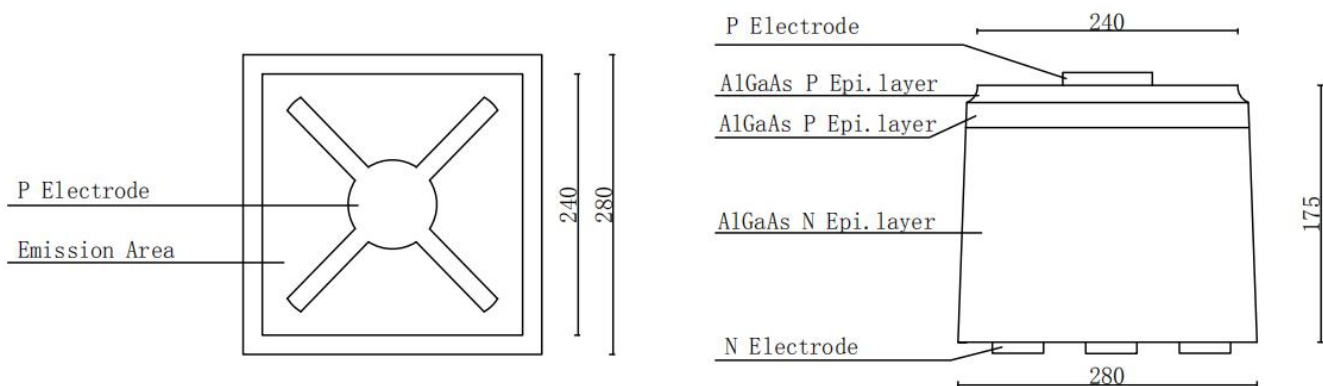 P Electrode
Emission Area
240
280
P Electrode
240
AlGaAs P Epi.layer
AlGaAs P Epi.layer
AlGaAs N Epi.layer
175
N Electrode
280